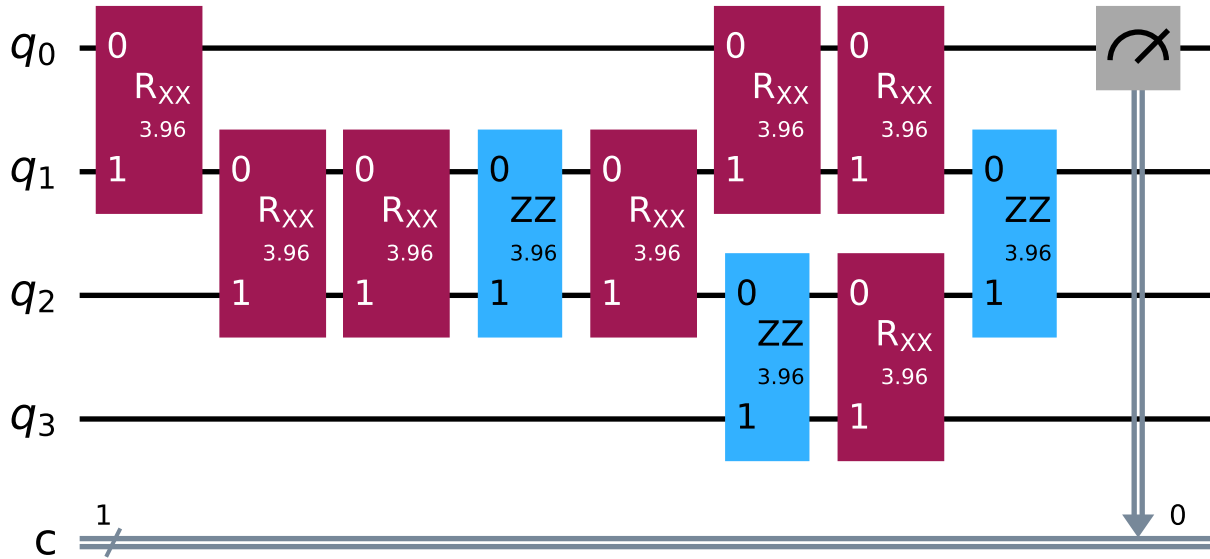 q0 0 0 0
RXX RXX RXX
3.96 3.96 3.96
q1 1 0 0 0 0 1 1 0
RXX RXX ZZ RXX ZZ
3.96 3.96 3.96 3.96 3.96
q2 1 1 1 1 0 0 1
ZZ RXX
3.96 3.96
q3 1 1
1 0
c